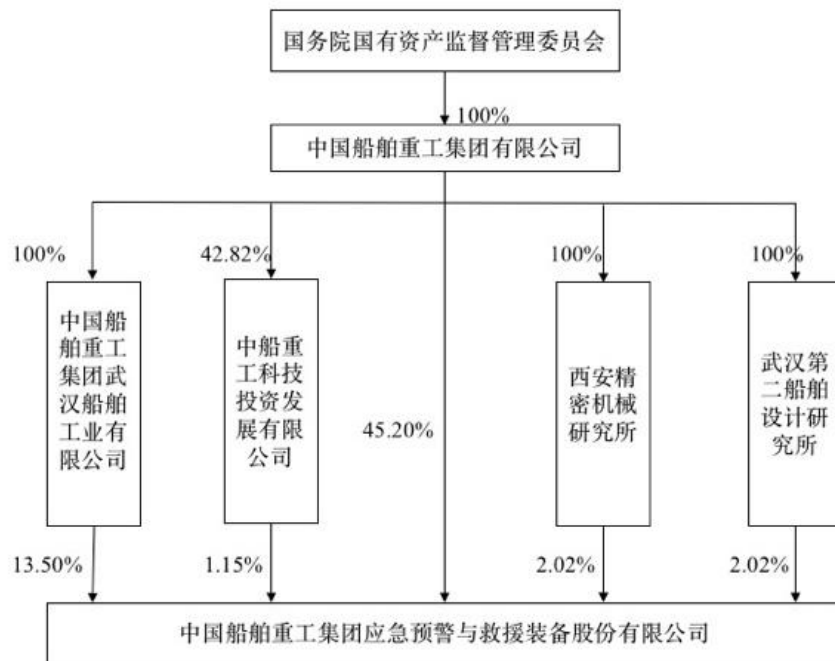 国务院国有资产监督管理委员会
100%
中国船舶重工集团有限公司
100%
42.82%
100%
100%
中国船
舶重工
集团武
汉船舶
工业有
限公司
中船重
工科技
投资发
展有限
公司
45.20%
西安精
密机械
研究所
武汉第
二船舶
设计研
究所
13.50%
1.15%
2.02%
2.02%
中国船舶重工集团应急预警与救援装备股份有限公司